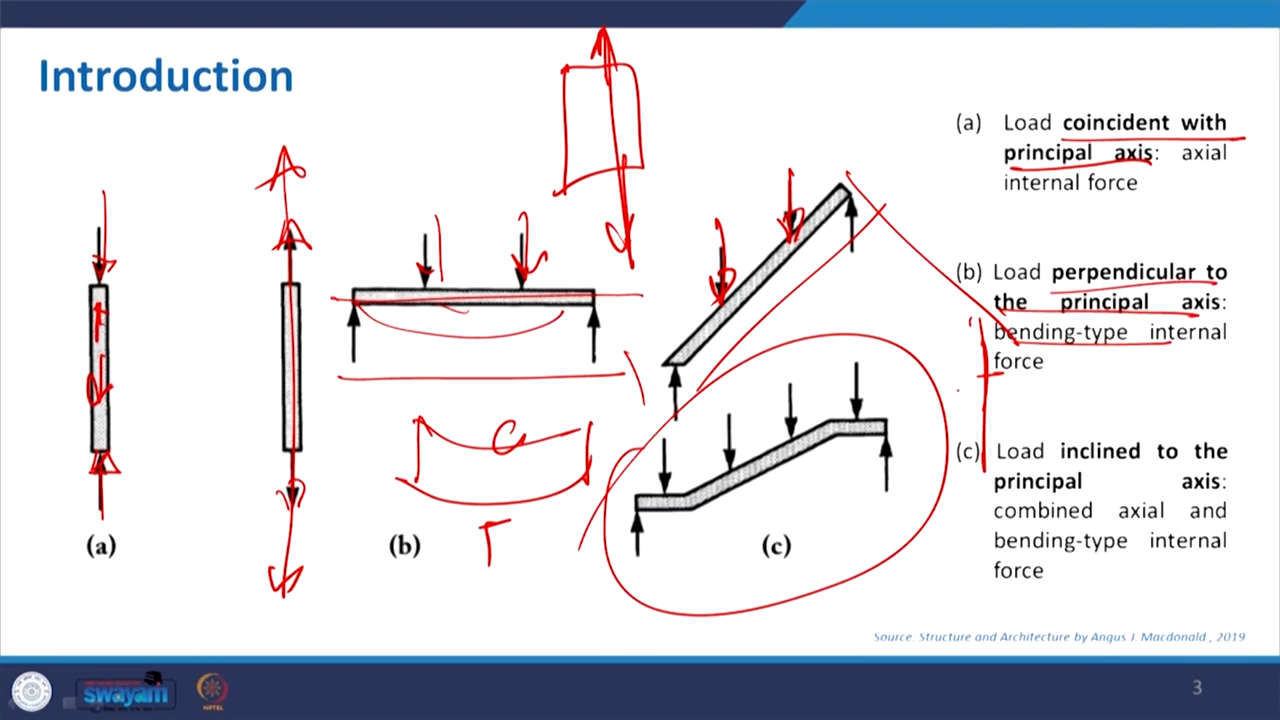 Introduction
(a) Load coincident with
principal axis: axial
internal force
(b) Load perpendicular to
the principal axis:
bending-type internal
force
(c) Load inclined to the
principal axis:
combined axial and
bending-type internal
force
C
T
(a)
(b)
(c)
Source: Structure and Architecture by Angus J. Macdonald , 2019
swayam
3